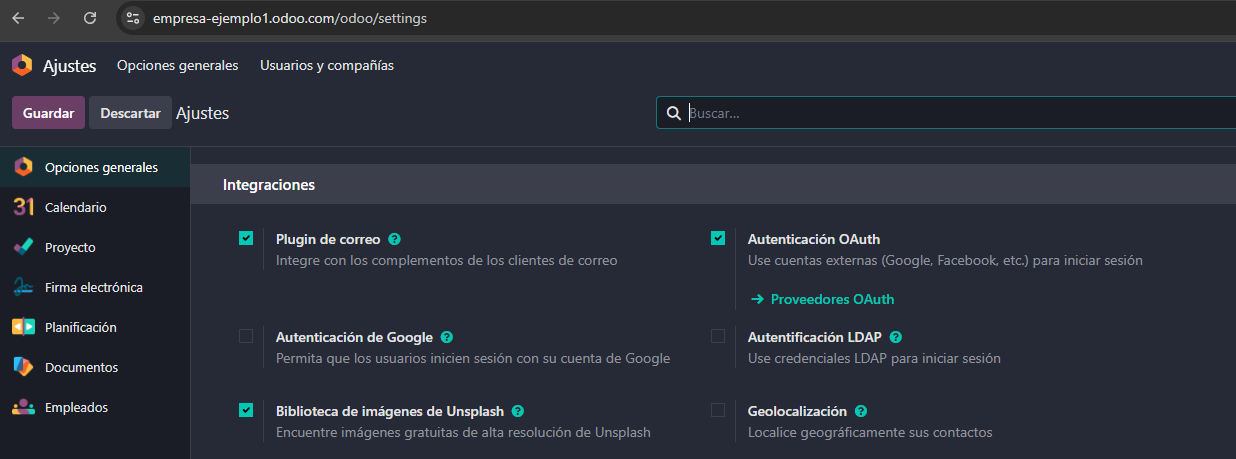 empresa-ejemplo1.odoo.com/odoo/settings
Ajustes Opciones generales Usuarios y compañías
Guardar Descartar Ajustes Buscar...
Opciones generales
31 Calendario
Proyecto
Firma electrónica
Planificación
Documentos
Empleados
Integraciones
Plugin de correo ?
Integre con los complementos de los clientes de correo
Autenticación OAuth
Use cuentas externas (Google, Facebook, etc.) para iniciar sesión
→ Proveedores OAuth
Autenticación de Google ?
Permita que los usuarios inicien sesión con su cuenta de Google
Autentificación LDAP ?
Use credenciales LDAP para iniciar sesión
Biblioteca de imágenes de Unsplash ?
Encuentre imágenes gratuitas de alta resolución de Unsplash
Geolocalización ?
Localice geográficamente sus contactos